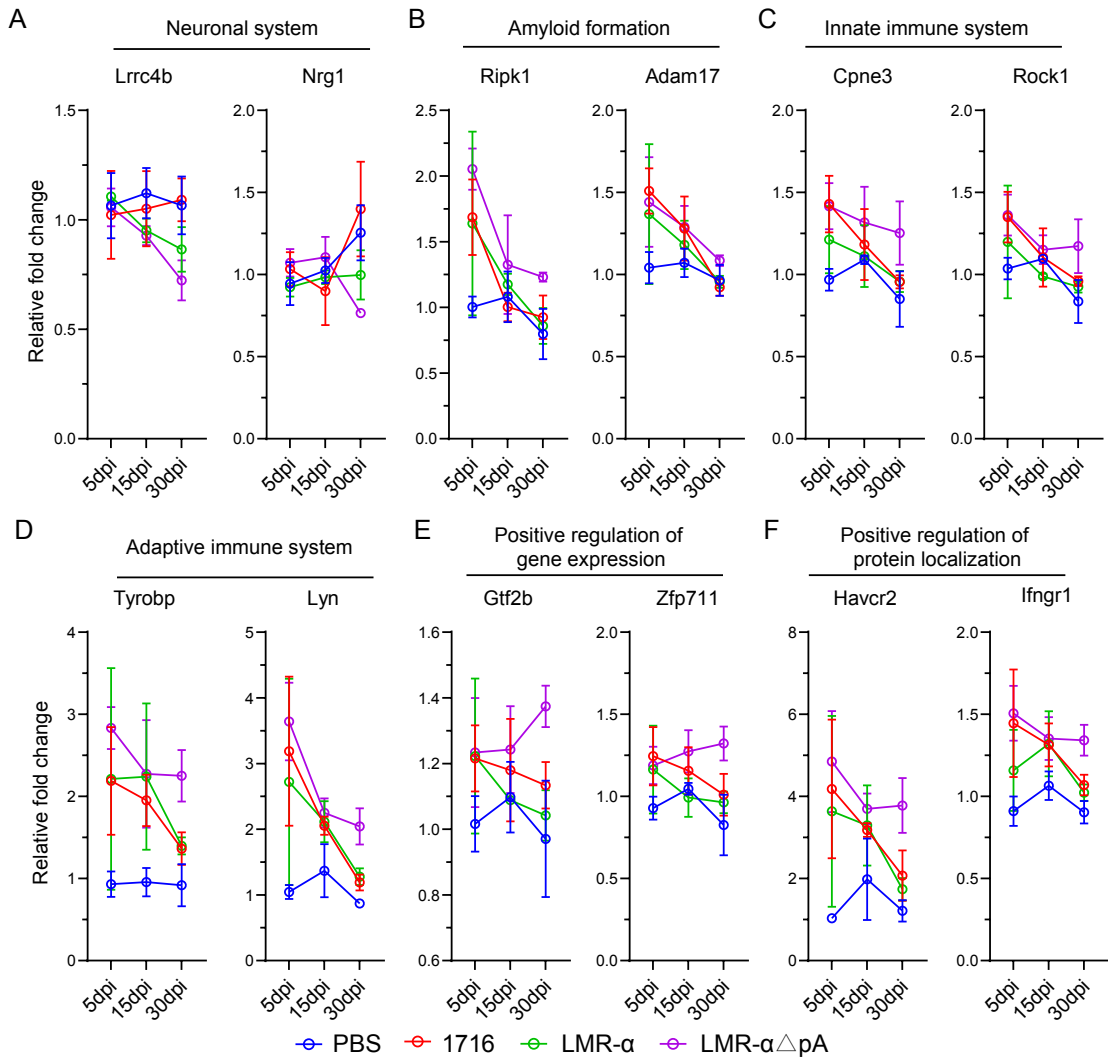 A
Neuronal system
B
Amyloid formation
C
Innate immune system
Lrrc4b
Nrg1
Ripk1
Adam17
Cpne3
Rock1
Relative fold change
1.5
1.0
0.5
0.0
5dpi
15dpi
30dpi
2.0
1.5
1.0
0.5
0.0
5dpi
15dpi
30dpi
2.5
2.0
1.5
1.0
0.5
0.0
5dpi
15dpi
30dpi
2.0
1.5
1.0
0.5
0.0
5dpi
15dpi
30dpi
2.0
1.5
1.0
0.5
0.0
5dpi
15dpi
30dpi
2.0
1.5
1.0
0.5
0.0
5dpi
15dpi
30dpi
D
Adaptive immune system
E
Positive regulation of
gene expression
F
Positive regulation of
protein localization
Tyrobp
Lyn
Gtf2b
Zfp711
Havcr2
Ifngr1
Relative fold change
4
3
2
1
0
5dpi
15dpi
30dpi
5
4
3
2
1
0
5dpi
15dpi
30dpi
1.6
1.4
1.2
1.0
0.8
0.6
5dpi
15dpi
30dpi
2.0
1.5
1.0
0.5
0.0
5dpi
15dpi
30dpi
8
6
4
2
0
5dpi
15dpi
30dpi
2.0
1.5
1.0
0.5
0.0
5dpi
15dpi
30dpi
PBS 1716 LMR-α LMR-α△pA